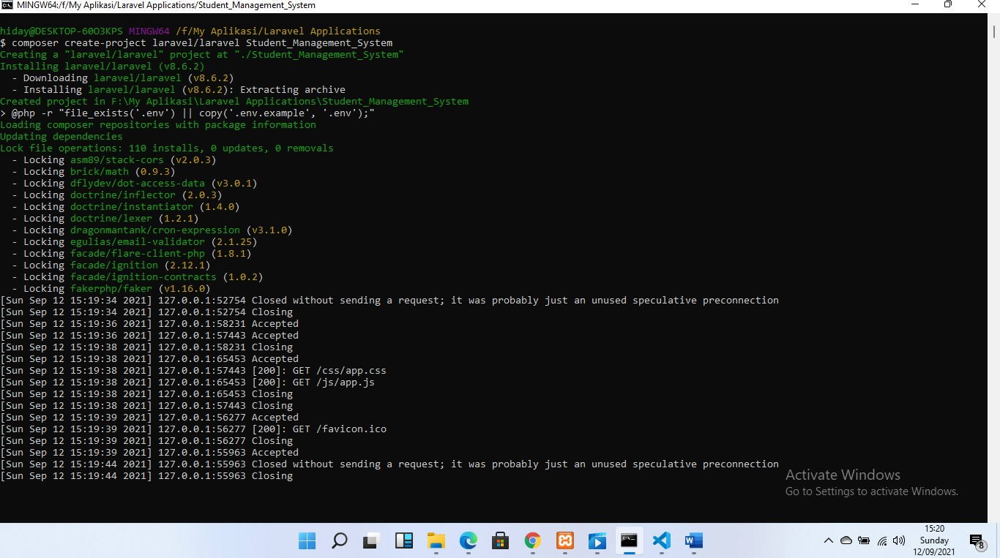 MINGW64:/f/My Aplikasi/Laravel Applications/Student_Management_System
hiday@DESKTOP-6OO3KPS MINGW64 /f/My Aplikasi/Laravel Applications
$ composer create-project laravel/laravel Student_Management_System
Creating a "laravel/laravel" project at "./Student_Management_System"
Installing laravel/laravel (v8.6.2)
- Downloading laravel/laravel (v8.6.2)
- Installing laravel/laravel (v8.6.2): Extracting archive
Created project in F:\My Aplikasi\Laravel Applications\Student_Management_System
> @php -r "file_exists('.env') || copy('.env.example', '.env');"
Loading composer repositories with package information
Updating dependencies
Lock file operations: 110 installs, 0 updates, 0 removals
- Locking asm89/stack-cors (v2.0.3)
- Locking brick/math (0.9.3)
- Locking dflydev/dot-access-data (v3.0.1)
- Locking doctrine/inflector (2.0.3)
- Locking doctrine/instantiator (1.4.0)
- Locking doctrine/lexer (1.2.1)
- Locking dragonmantank/cron-expression (v3.1.0)
- Locking egulias/email-validator (2.1.25)
- Locking facade/flare-client-php (1.8.1)
- Locking facade/ignition (2.12.1)
- Locking facade/ignition-contracts (1.0.2)
- Locking fakerphp/faker (v1.16.0)
[Sun Sep 12 15:19:34 2021] 127.0.0.1:52754 Closed without sending a request; it was probably just an unused speculative preconnection
[Sun Sep 12 15:19:34 2021] 127.0.0.1:52754 Closing
[Sun Sep 12 15:19:36 2021] 127.0.0.1:58231 Accepted
[Sun Sep 12 15:19:36 2021] 127.0.0.1:57443 Accepted
[Sun Sep 12 15:19:38 2021] 127.0.0.1:58231 Closing
[Sun Sep 12 15:19:38 2021] 127.0.0.1:65453 Accepted
[Sun Sep 12 15:19:38 2021] 127.0.0.1:57443 [200]: GET /css/app.css
[Sun Sep 12 15:19:38 2021] 127.0.0.1:65453 [200]: GET /js/app.js
[Sun Sep 12 15:19:38 2021] 127.0.0.1:65453 Closing
[Sun Sep 12 15:19:38 2021] 127.0.0.1:57443 Closing
[Sun Sep 12 15:19:39 2021] 127.0.0.1:56277 Accepted
[Sun Sep 12 15:19:39 2021] 127.0.0.1:56277 [200]: GET /favicon.ico
[Sun Sep 12 15:19:39 2021] 127.0.0.1:56277 Closing
[Sun Sep 12 15:19:39 2021] 127.0.0.1:55963 Accepted
[Sun Sep 12 15:19:44 2021] 127.0.0.1:55963 Closed without sending a request; it was probably just an unused speculative preconnection
[Sun Sep 12 15:19:44 2021] 127.0.0.1:55963 Closing
Activate Windows
Go to Settings to activate Windows.
15:20
Sunday
12/09/2021
8